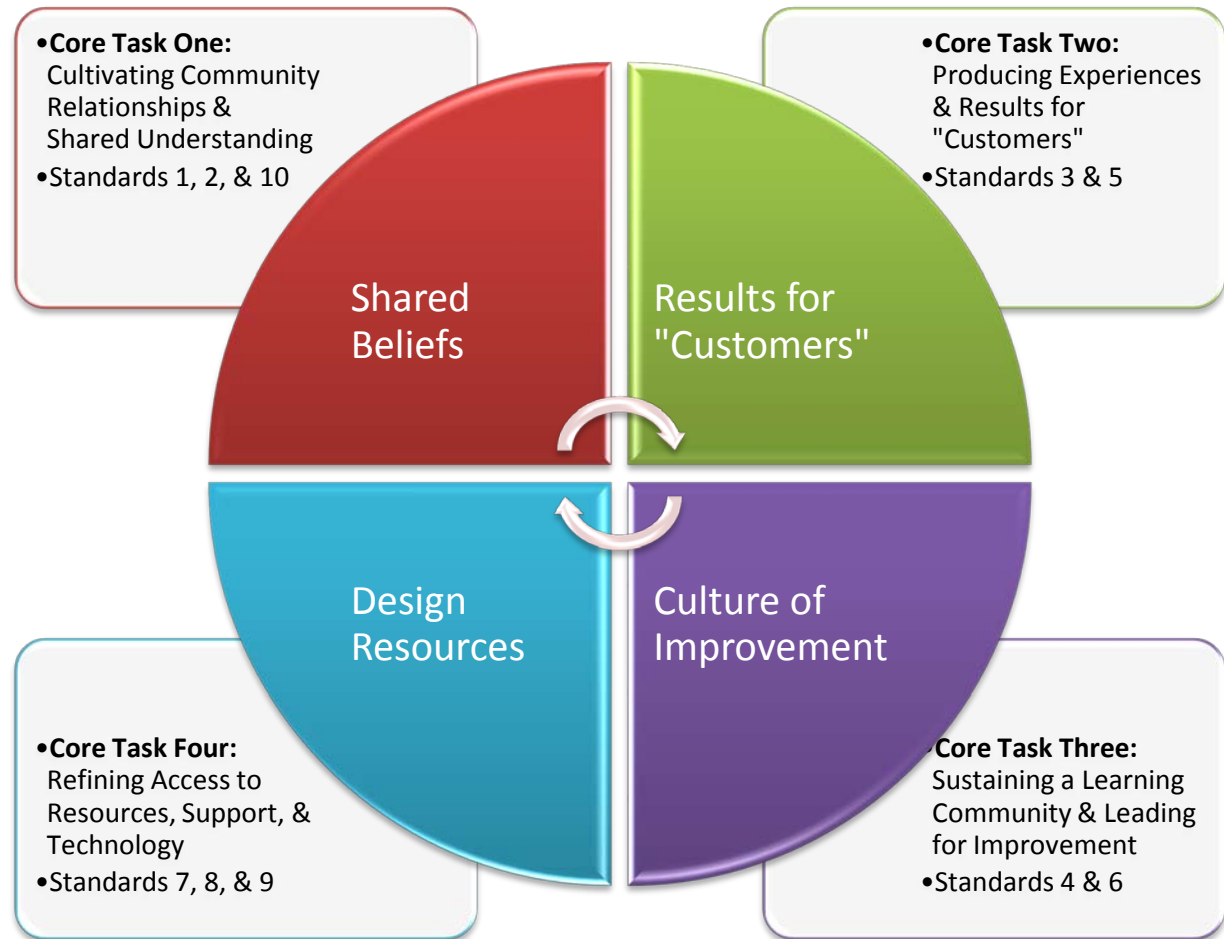 •Core Task One:
Cultivating Community
Relationships &
Shared Understanding
•Standards 1, 2, & 10
•Core Task Two:
Producing Experiences
& Results for
"Customers"
•Standards 3 & 5
Shared
Beliefs
Results for
"Customers"
Design
Resources
Culture of
Improvement
•Core Task Four:
Refining Access to
Resources, Support, &
Technology
•Standards 7, 8, & 9
•Core Task Three:
Sustaining a Learning
Community & Leading
for Improvement
•Standards 4 & 6